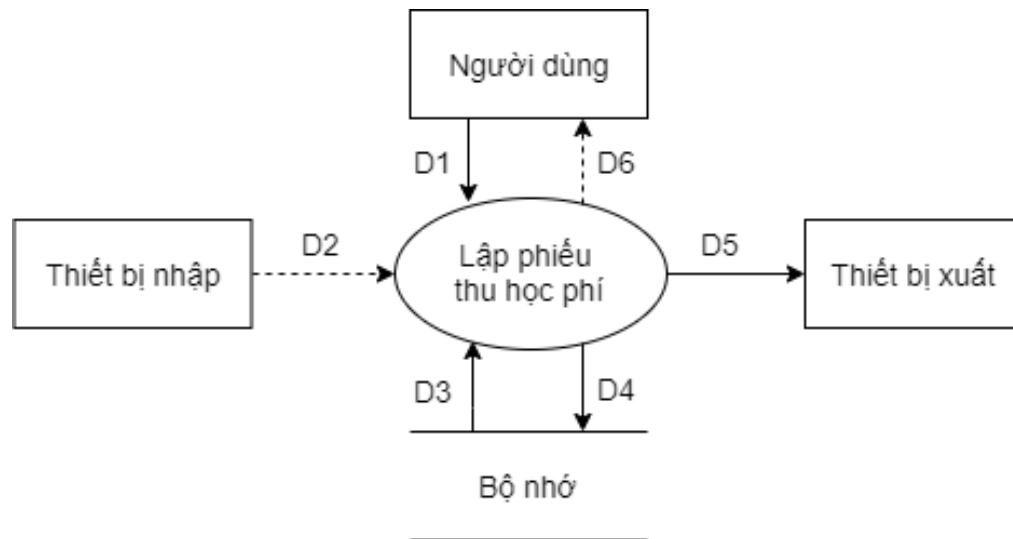 Người dùng
D1
D6
Thiết bị nhập
D2
Lập phiếu
thu học phí
D5
Thiết bị xuất
D3
D4
Bộ nhớ